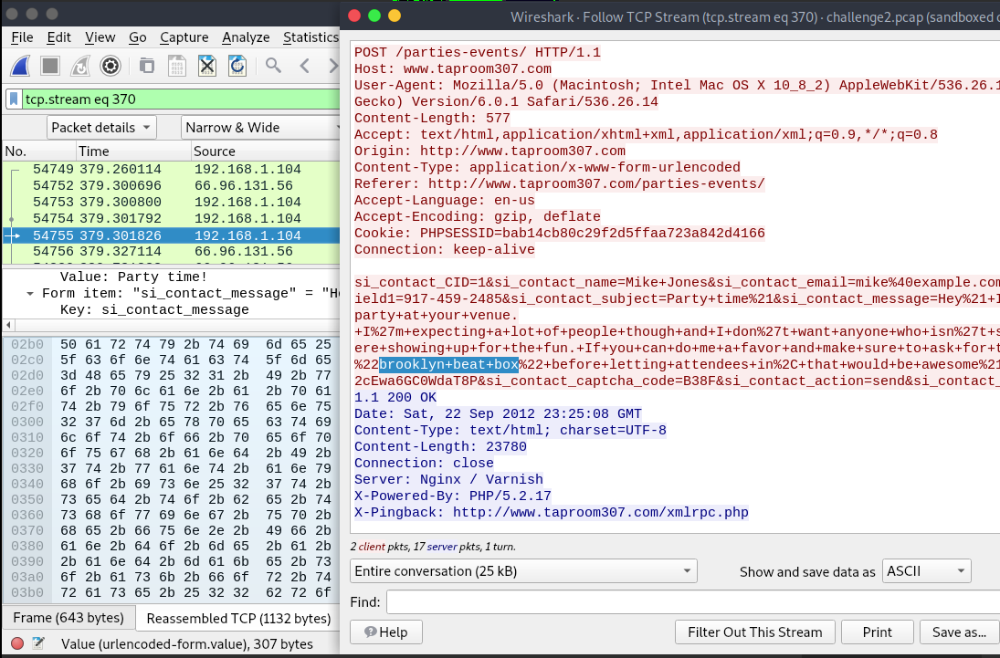 Wireshark · Follow TCP Stream (tcp.stream eq 370) · challenge2.pcap (sandboxed
File Edit View Go Capture Analyze Statistics
tcp.stream eq 370
Packet details Narrow & Wide
No. Time Source
54749 379.260114 192.168.1.104
54752 379.300696 66.96.131.56
54753 379.300800 192.168.1.104
54754 379.301792 192.168.1.104
54755 379.301826 192.168.1.104
54756 379.327114 66.96.131.56
Value: Party time!
Form item: "si_contact_message" = "He
Key: si_contact_message
02b0 50 61 72 74 79 2b 74 69 6d 65 25
02c0 5f 63 6f 6e 74 61 63 74 5f 6d 65
02d0 3d 48 65 79 25 32 31 2b 49 2b 77
02e0 6f 2b 70 6c 61 6e 2b 61 2b 70 61
02f0 74 2b 79 6f 75 72 2b 76 65 6e 75
0300 32 37 6d 2b 65 78 70 65 63 74 69
0310 6c 6f 74 2b 6f 66 2b 70 65 6f 70
0320 6f 75 67 68 2b 61 6e 64 2b 49 2b
0330 37 74 2b 77 61 6e 74 2b 61 6e 79
0340 68 6f 2b 69 73 6e 25 32 37 74 2b
0350 73 65 64 2b 74 6f 2b 62 65 2b 74
0360 73 68 6f 77 69 6e 67 2b 75 70 2b
0370 68 65 2b 66 75 6e 2e 2b 49 66 2b
0380 61 6e 2b 64 6f 2b 6d 65 2b 61 2b
0390 2b 61 6e 64 2b 6d 61 6b 65 2b 73
03a0 6f 2b 61 73 6b 2b 66 6f 72 2b 74
03b0 72 61 73 65 2b 25 32 32 62 72 6f
Frame (643 bytes) Reassembled TCP (1132 bytes)
Value (urlencoded-form.value), 307 bytes
POST /parties-events/ HTTP/1.1
Host: www.taproom307.com
User-Agent: Mozilla/5.0 (Macintosh; Intel Mac OS X 10_8_2) AppleWebKit/536.26.1
Gecko) Version/6.0.1 Safari/536.26.14
Content-Length: 577
Accept: text/html,application/xhtml+xml,application/xml;q=0.9,*/*;q=0.8
Origin: http://www.taproom307.com
Content-Type: application/x-www-form-urlencoded
Referer: http://www.taproom307.com/parties-events/
Accept-Language: en-us
Accept-Encoding: gzip, deflate
Cookie: PHPSESSID=bab14cb80c29f2d5ffaa723a842d4166
Connection: keep-alive
si_contact_CID=1&si_contact_name=Mike+Jones&si_contact_email=mike%40example.com
ield1=917-459-2485&si_contact_subject=Party+time%21&si_contact_message=Hey%21+I
party+at+your+venue.
+I%27m+expecting+a+lot+of+people+though+and+I+don%27t+want+anyone+who+isn%27t+s
ere+showing+up+for+the+fun.+If+you+can+do+me+a+favor+and+make+sure+to+ask+for+t
%22brooklyn+beat+box%22+before+letting+attendees+in%2C+that+would+be+awesome%21
2cEwa6GC0WdaT8P&si_contact_captcha_code=B38F&si_contact_action=send&si_contact_
1.1 200 OK
Date: Sat, 22 Sep 2012 23:25:08 GMT
Content-Type: text/html; charset=UTF-8
Content-Length: 23780
Connection: close
Server: Nginx / Varnish
X-Powered-By: PHP/5.2.17
X-Pingback: http://www.taproom307.com/xmlrpc.php
2 client pkts, 17 server pkts, 1 turn.
Entire conversation (25 kB) Show and save data as ASCII
Find:
Help Filter Out This Stream Print Save as...